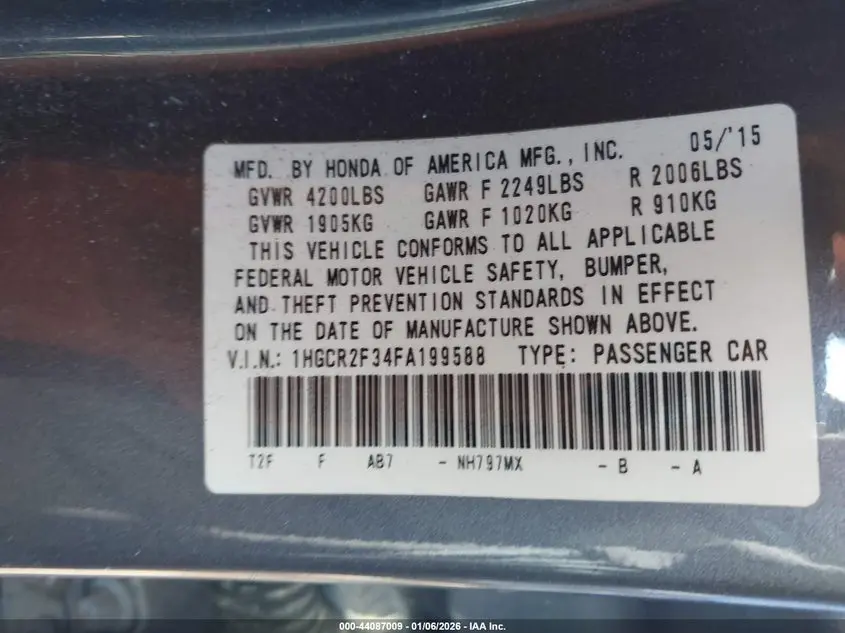 MFD. BY HONDA OF AMERICA MFG., INC. 05/'15
GVWR 4200LBS GAWR F 2249LBS R 2006LBS
GVWR 1905KG GAWR F 1020KG R 910KG
THIS VEHICLE CONFORMS TO ALL APPLICABLE
FEDERAL MOTOR VEHICLE SAFETY, BUMPER,
AND THEFT PREVENTION STANDARDS IN EFFECT
ON THE DATE OF MANUFACTURE SHOWN ABOVE.
V.I.N.: 1HGCR2F34FA199588 TYPE: PASSENGER CAR
T2F F AB7 - NH797MX - B - A
000-44087009 - 01/06/2026 - IAA Inc.